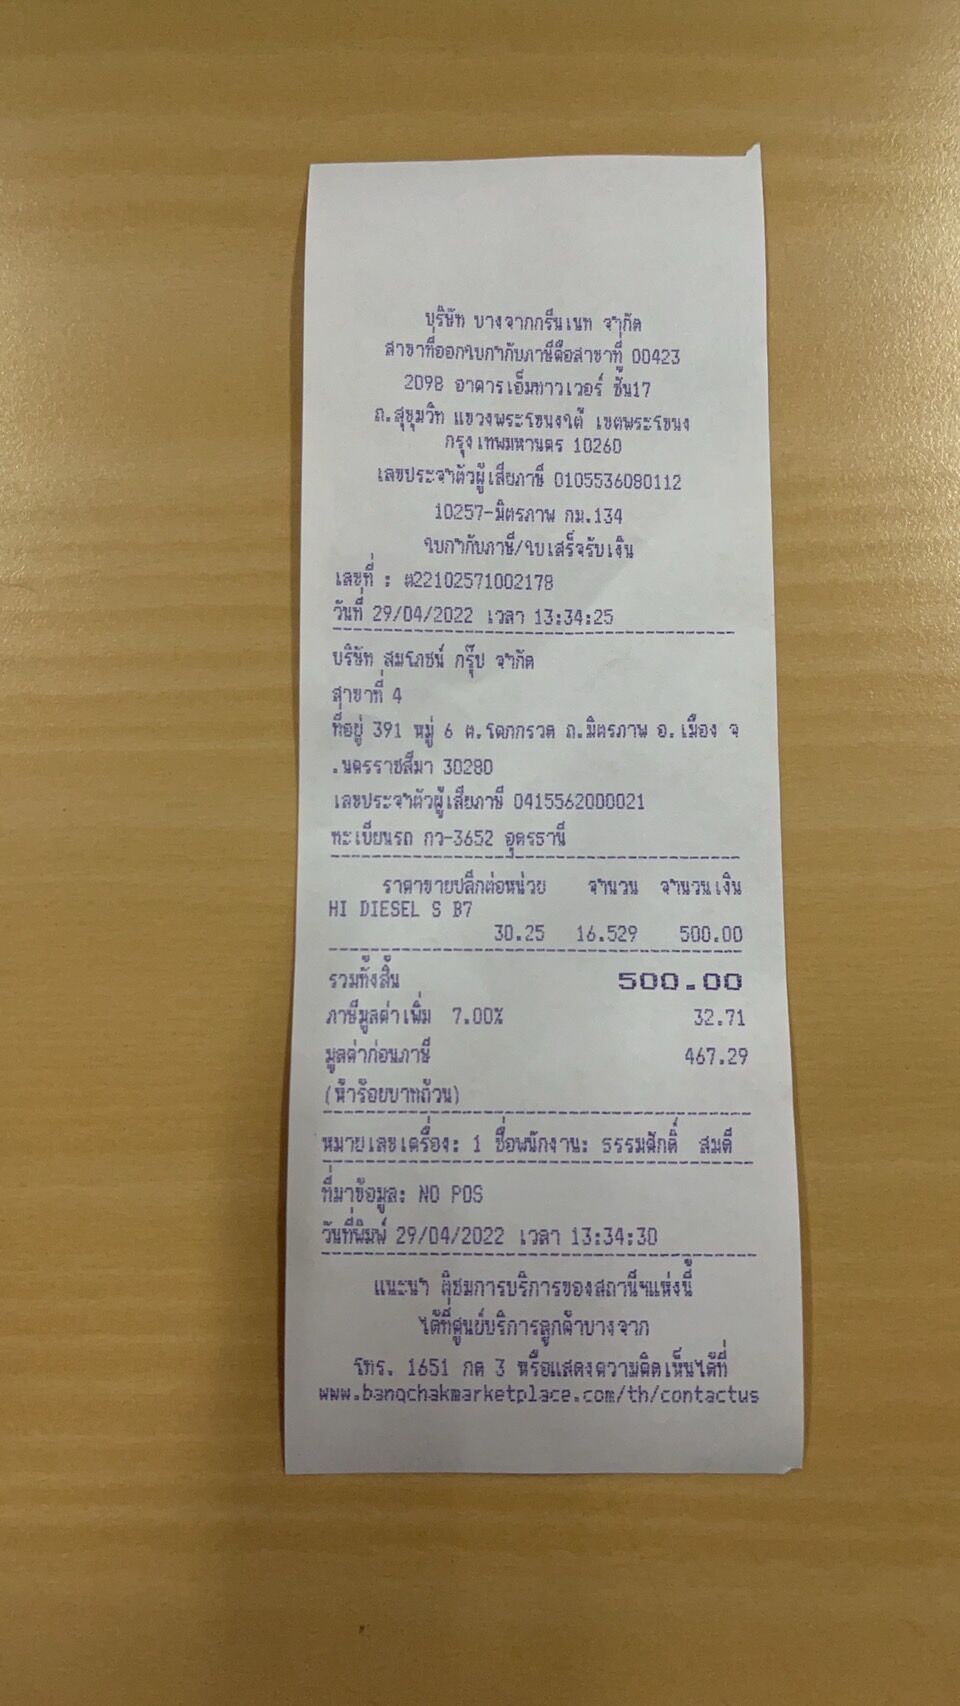 บริษัท บางจากกรีนเนท จำกัด
สาขาที่ออกใบกำกับภาษีคือสาขาที่ 00423
2098 อาคารเอ็มทาวเวอร์ ชั้น17
ถ.สุขุมวิท แขวงพระโขนงใต้ เขตพระโขนง
กรุงเทพมหานคร 10260
เลขประจำตัวผู้เสียภาษี 0105536080112
10257-มิตรภาพ กม.134
ใบกำกับภาษี/ใบเสร็จรับเงิน
เลขที่ : ต22102571002178
วันที่ 29/04/2022 เวลา 13:34:25
บริษัท สมโภชน์ กรุ๊ป จำกัด
สาขาที่ 4
ที่อยู่ 391 หมู่ 6 ต.โคกกรวด ถ.มิตรภาพ อ.เมือง จ
.นครราชสีมา 30280
เลขประจำตัวผู้เสียภาษี 0415562000021
ทะเบียนรถ กว-3652 อุดรธานี
ราคาขายปลีกต่อหน่วย จำนวน จำนวนเงิน
HI DIESEL S B7
30.25 16.529 500.00
รวมทั้งสิ้น 500.00
ภาษีมูลค่าเพิ่ม 7.00% 32.71
มูลค่าก่อนภาษี 467.29
(ห้าร้อยบาทถ้วน)
หมายเลขเครื่อง: 1 ชื่อพนักงาน: ธรรมศักดิ์ สมดี
ที่มาข้อมูล: NO POS
วันที่พิมพ์ 29/04/2022 เวลา 13:34:30
แนะนำ ติชมการบริการของสถานีฯแห่งนี้
ได้ที่ศูนย์บริการลูกค้าบางจาก
โทร. 1651 กด 3 หรือแสดงความคิดเห็นได้ที่
www.bangchakmarketplace.com/th/contactus